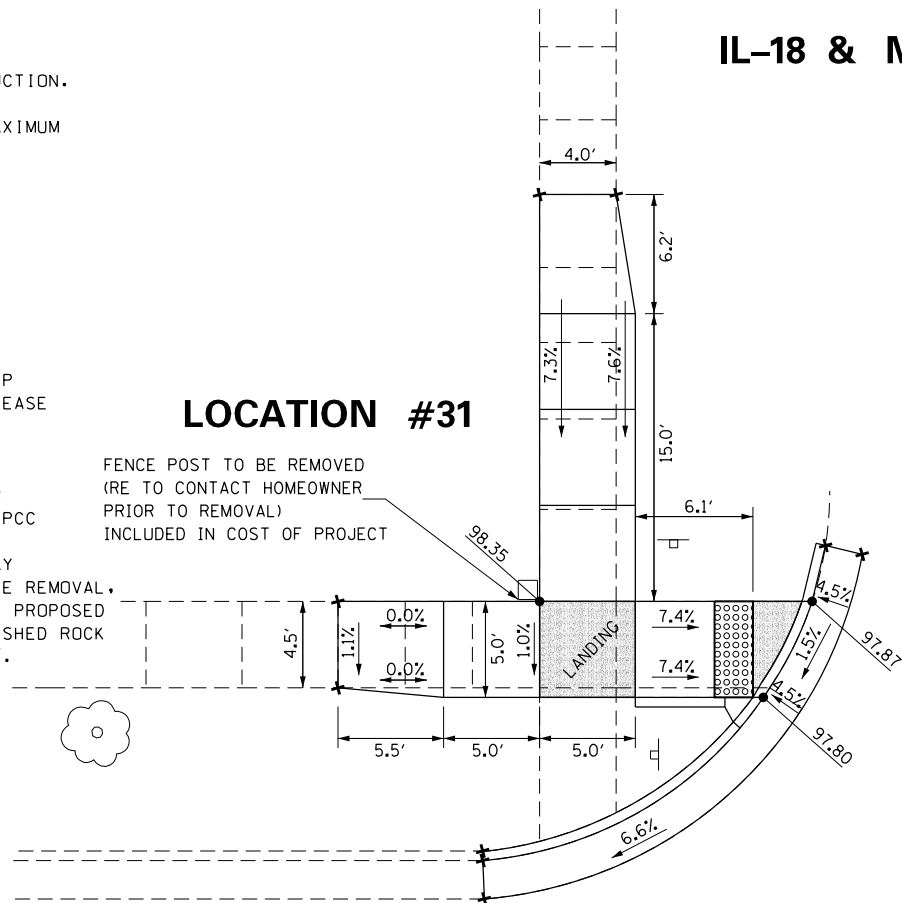 IL-18 & M
UCTION.
AXIMUM
4.0'
6.2'
P
EASE
7.3%
7.6%
LOCATION #31
15.0'
FENCE POST TO BE REMOVED
(RE TO CONTACT HOMEOWNER
PRIOR TO REMOVAL)
INCLUDED IN COST OF PROJECT
PCC
6.1'
98.35
Y
E REMOVAL,
PROPOSED
SHED ROCK
.
4.5'
1.1%
0.0%
0.0%
5.0'
1.0%
LANDING
7.4%
7.4%
4.5%
1.5%
97.87
4.5%
97.80
5.5'
5.0'
5.0'
6.6%